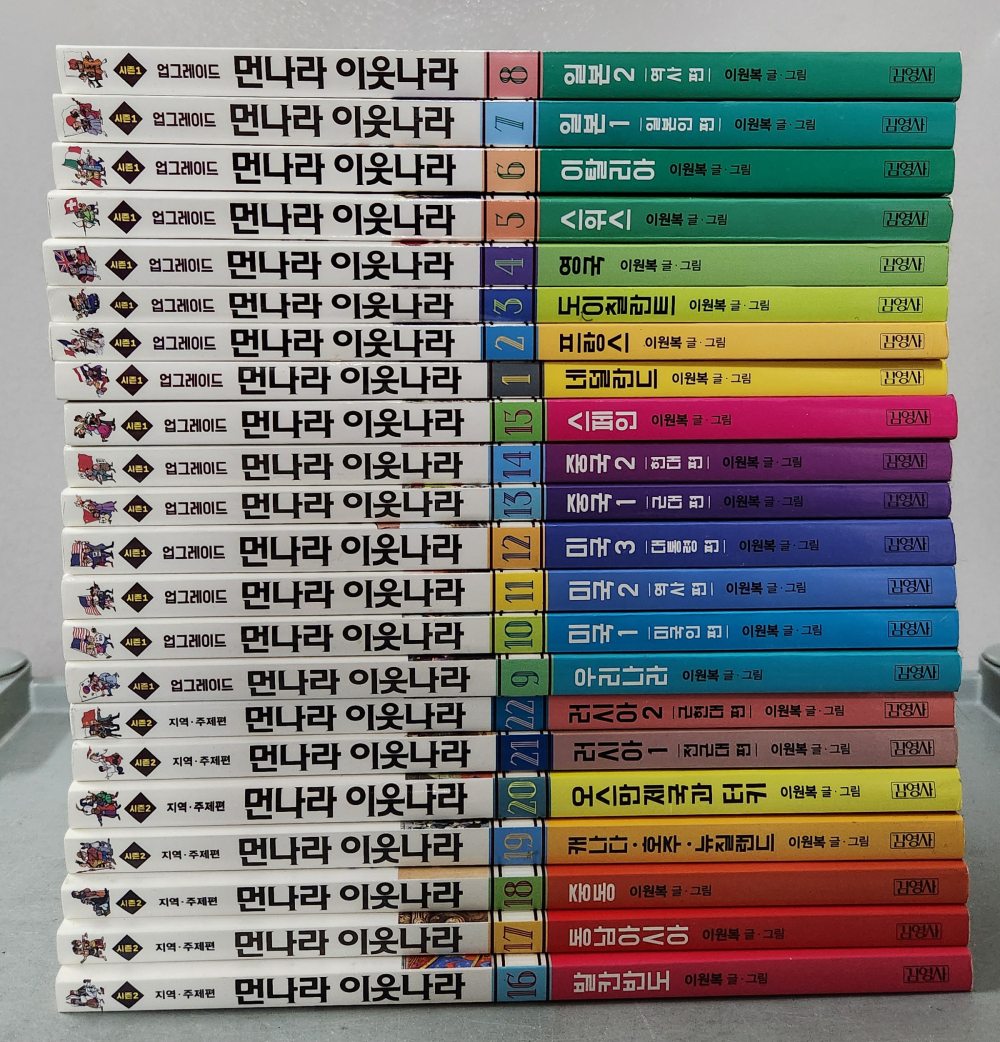 시즌1 업그레이드 먼나라 이웃나라 8 일본 2 |역사 편| 이원복 글·그림 김영사
시즌1 업그레이드 먼나라 이웃나라 7 일본 1 |일본인 편| 이원복 글·그림 김영사
시즌1 업그레이드 먼나라 이웃나라 6 이탈리아 이원복 글·그림 김영사
시즌1 업그레이드 먼나라 이웃나라 5 스위스 이원복 글·그림 김영사
시즌1 업그레이드 먼나라 이웃나라 4 영국 이원복 글·그림 김영사
시즌1 업그레이드 먼나라 이웃나라 3 도이칠란트 이원복 글·그림 김영사
시즌1 업그레이드 먼나라 이웃나라 2 프랑스 이원복 글·그림 김영사
시즌1 업그레이드 먼나라 이웃나라 1 네덜란드 이원복 글·그림 김영사
시즌1 업그레이드 먼나라 이웃나라 15 스페인 이원복 글·그림 김영사
시즌1 업그레이드 먼나라 이웃나라 14 중국 2 |현대 편| 이원복 글·그림 김영사
시즌1 업그레이드 먼나라 이웃나라 13 중국 1 |근대 편| 이원복 글·그림 김영사
시즌1 업그레이드 먼나라 이웃나라 12 미국 3 |대통령 편| 이원복 글·그림 김영사
시즌1 업그레이드 먼나라 이웃나라 11 미국 2 |역사 편| 이원복 글·그림 김영사
시즌1 업그레이드 먼나라 이웃나라 10 미국 1 |미국인 편| 이원복 글·그림 김영사
시즌1 업그레이드 먼나라 이웃나라 9 우리나라 이원복 글·그림 김영사
시즌2 지역·주제편 먼나라 이웃나라 22 러시아 2 |근현대 편| 이원복 글·그림 김영사
시즌2 지역·주제편 먼나라 이웃나라 21 러시아 1 |전근대 편| 이원복 글·그림 김영사
시즌2 지역·주제편 먼나라 이웃나라 20 오스만 제국과 터키 이원복 글·그림 김영사
시즌2 지역·주제편 먼나라 이웃나라 19 캐나다·호주·뉴질랜드 이원복 글·그림 김영사
시즌2 지역·주제편 먼나라 이웃나라 18 중동 이원복 글·그림 김영사
시즌2 지역·주제편 먼나라 이웃나라 17 동남아시아 이원복 글·그림 김영사
시즌2 지역·주제편 먼나라 이웃나라 16 발칸반도 이원복 글·그림 김영사